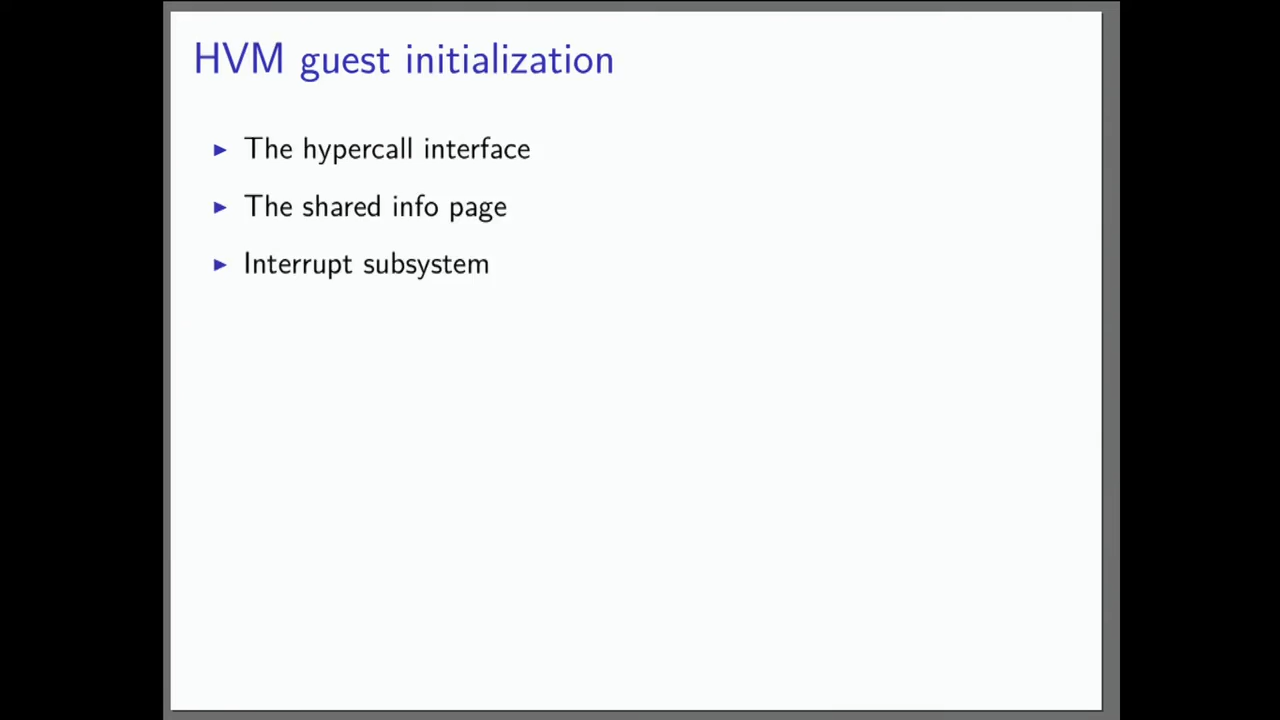 HVM guest initialization
The hypercall interface
The shared info page
Interrupt subsystem